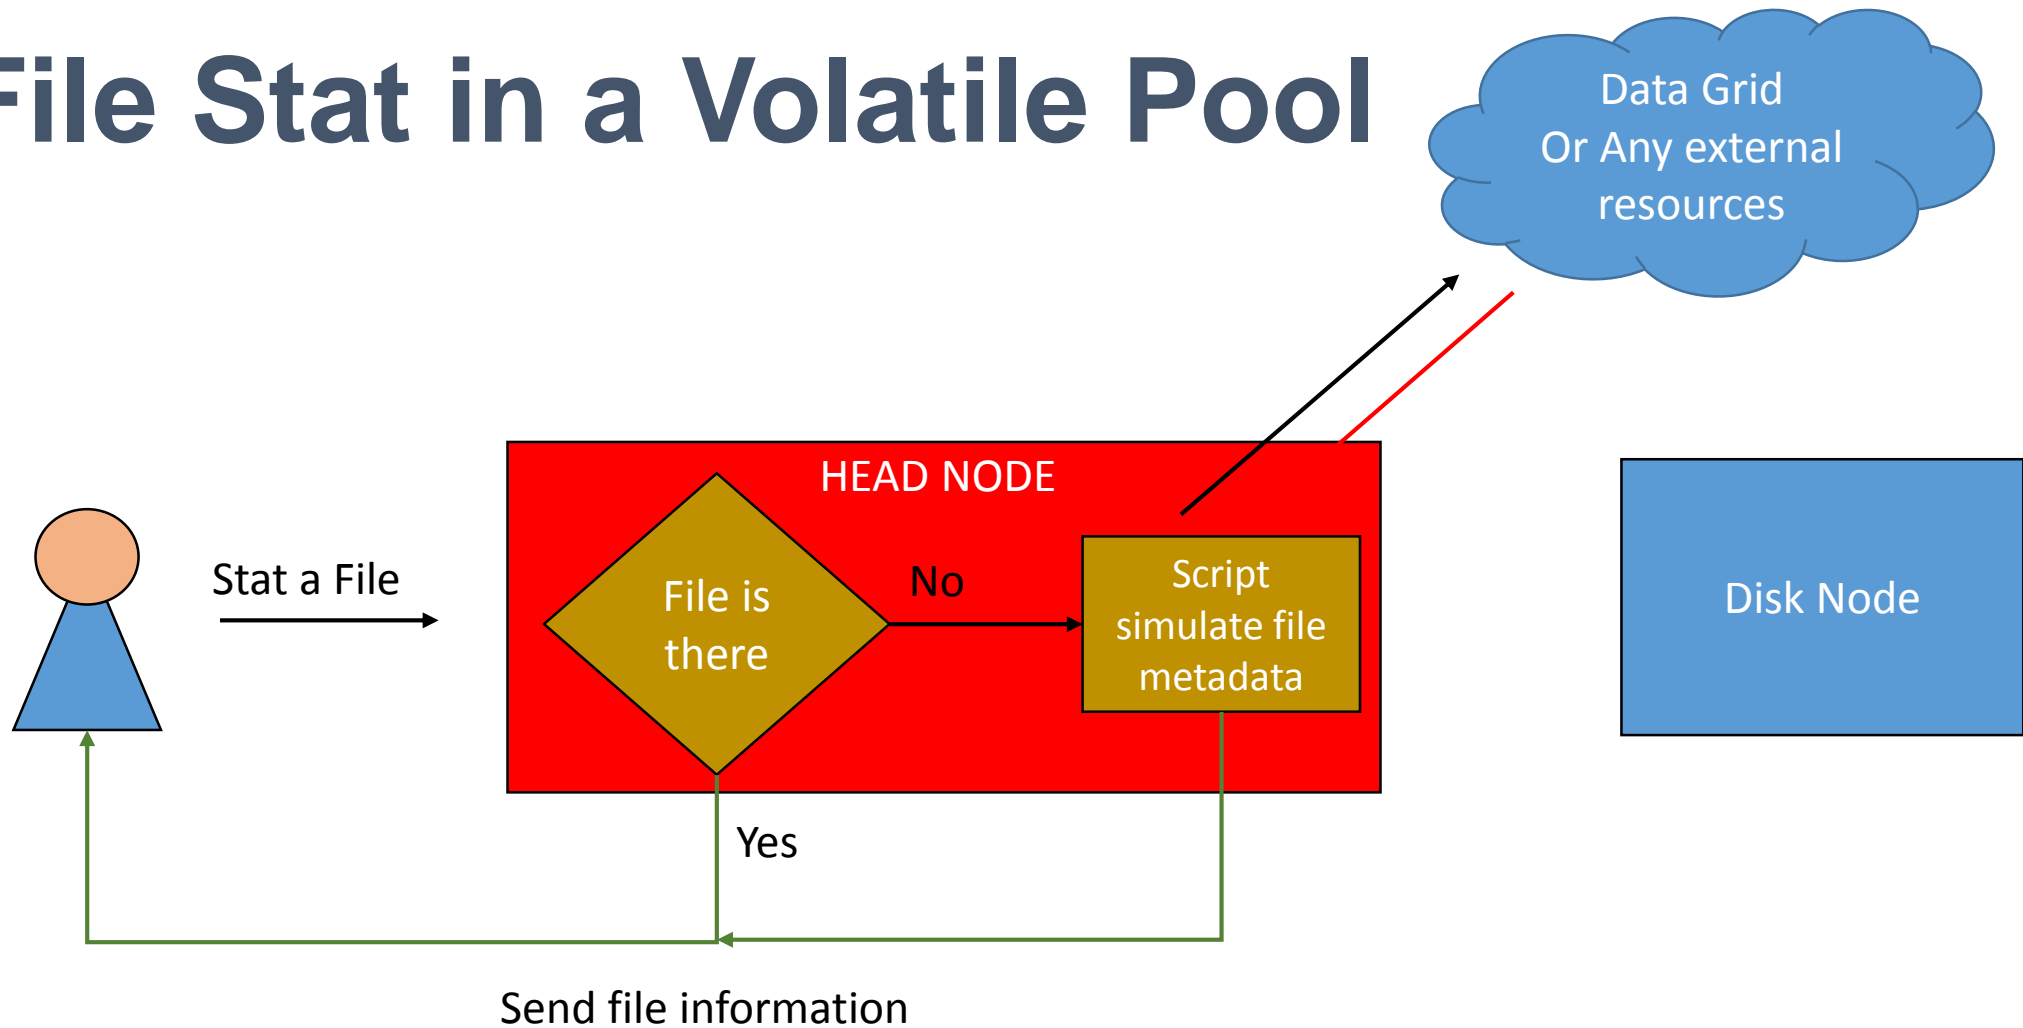 File Stat in a Volatile Pool
Data Grid
Or Any external
resources
HEAD NODE
Stat a File
File is
there
No
Script
simulate file
metadata
Disk Node
Yes
Send file information